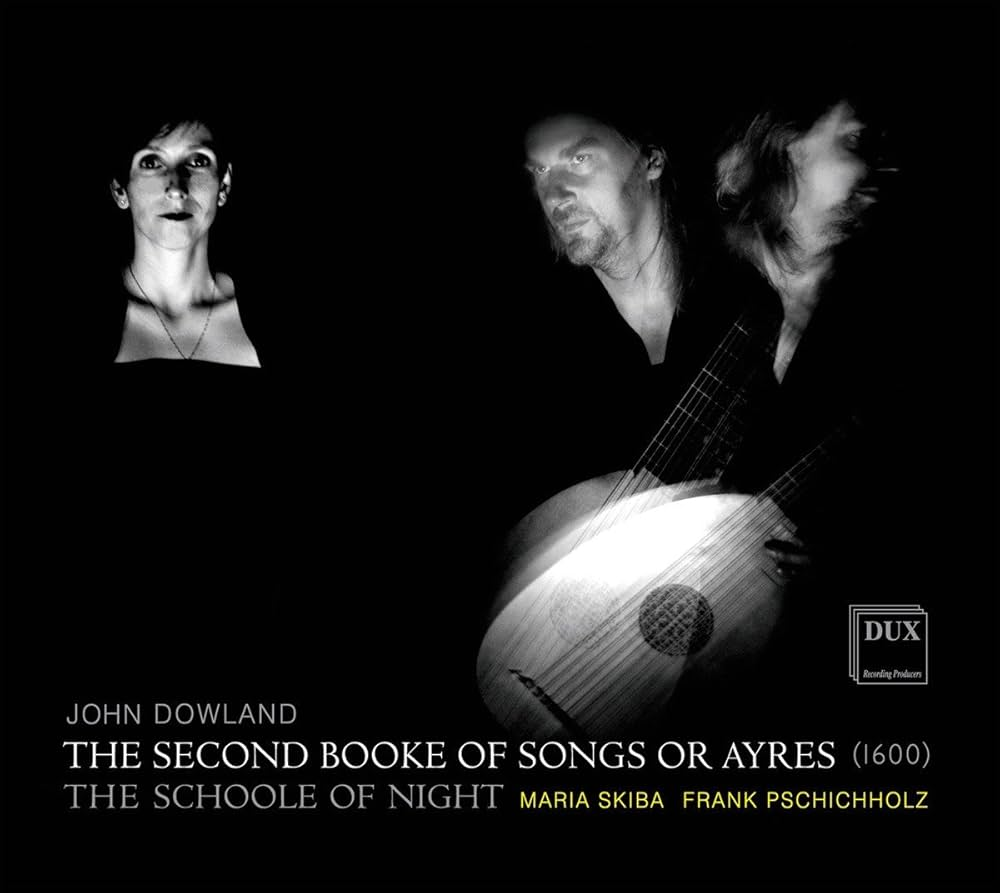 DUX
Recording Producers
JOHN DOWLAND
THE SECOND BOOKE OF SONGS OR AYRES (1600)
THE SCHOOLE OF NIGHT MARIA SKIBA FRANK PSCHICHHOLZ